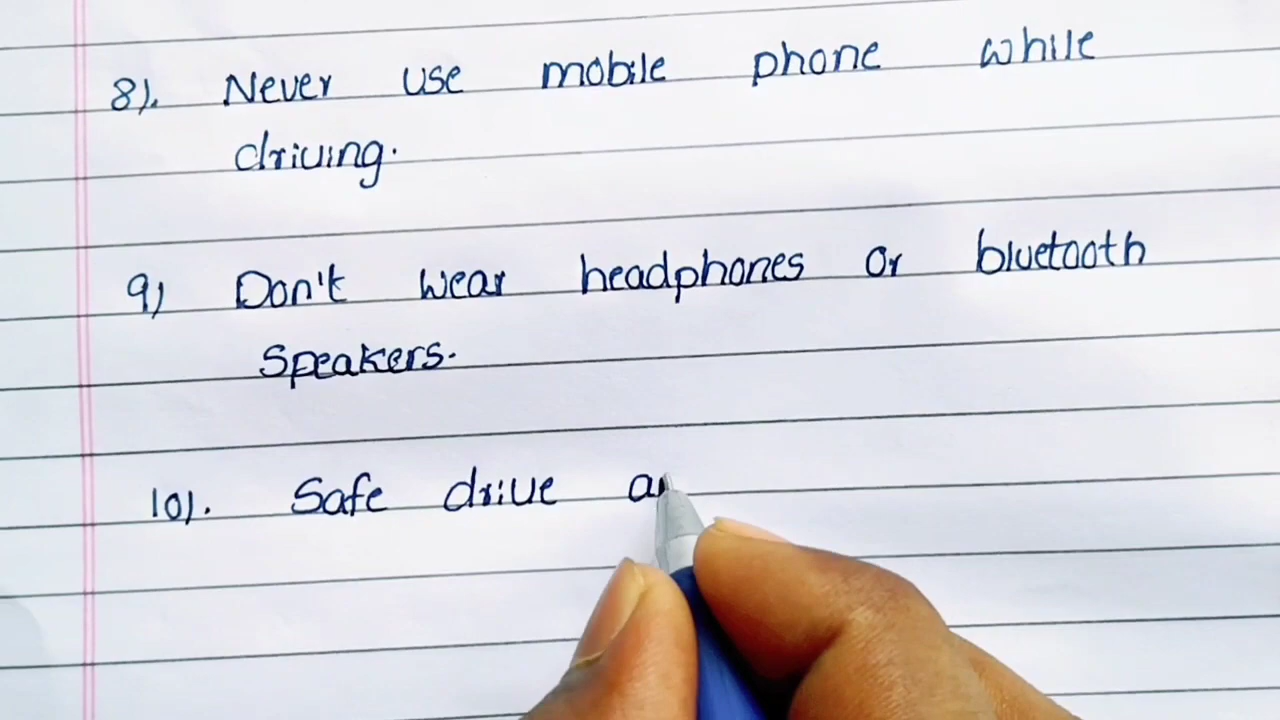 8). Never use mobile phone while
driving.
9) Don't wear headphones or bluetooth
speakers.
10). Safe drive